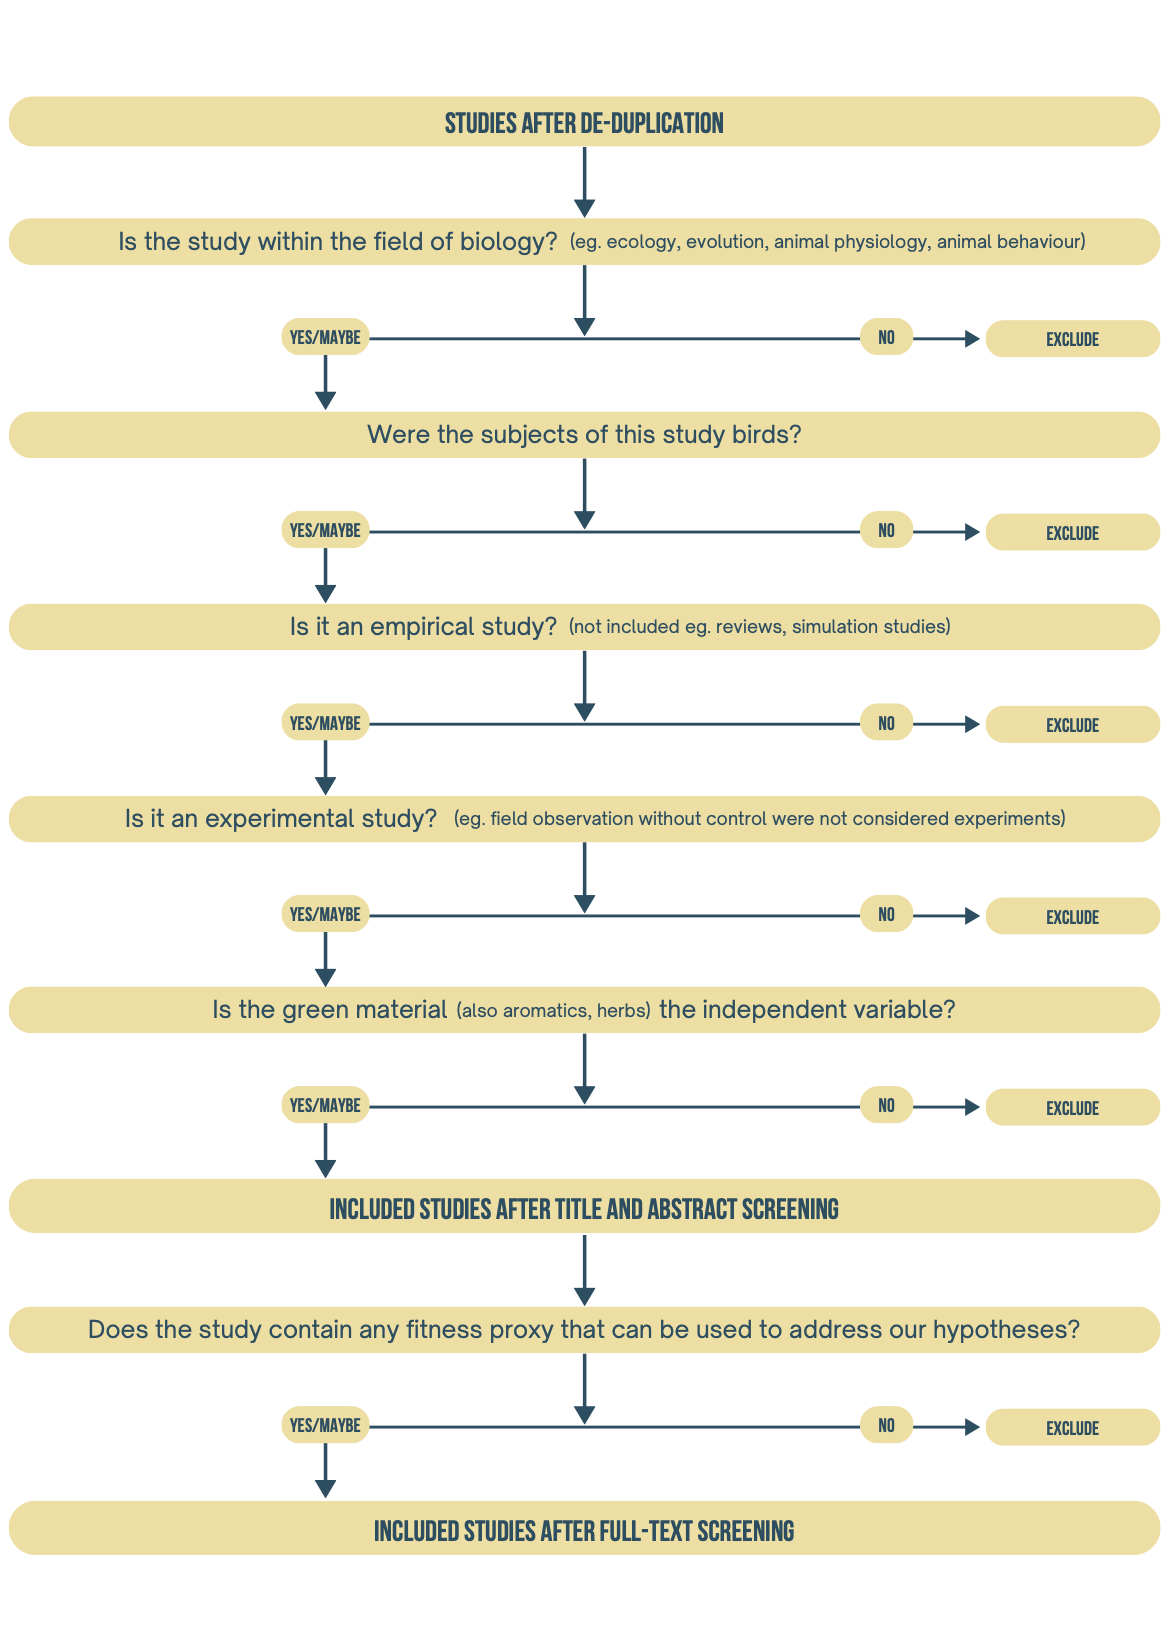 STUDIES AFTER DE-DUPLICATION
Is the study within the field of biology? (eg. ecology, evolution, animal physiology, animal behaviour)
YES/MAYBE NO EXCLUDE
Were the subjects of this study birds?
YES/MAYBE NO EXCLUDE
Is it an empirical study? (not included eg. reviews, simulation studies)
YES/MAYBE NO EXCLUDE
Is it an experimental study? (eg. field observation without control were not considered experiments)
YES/MAYBE NO EXCLUDE
Is the green material (also aromatics, herbs) the independent variable?
YES/MAYBE NO EXCLUDE
INCLUDED STUDIES AFTER TITLE AND ABSTRACT SCREENING
Does the study contain any fitness proxy that can be used to address our hypotheses?
YES/MAYBE NO EXCLUDE
INCLUDED STUDIES AFTER FULL-TEXT SCREENING